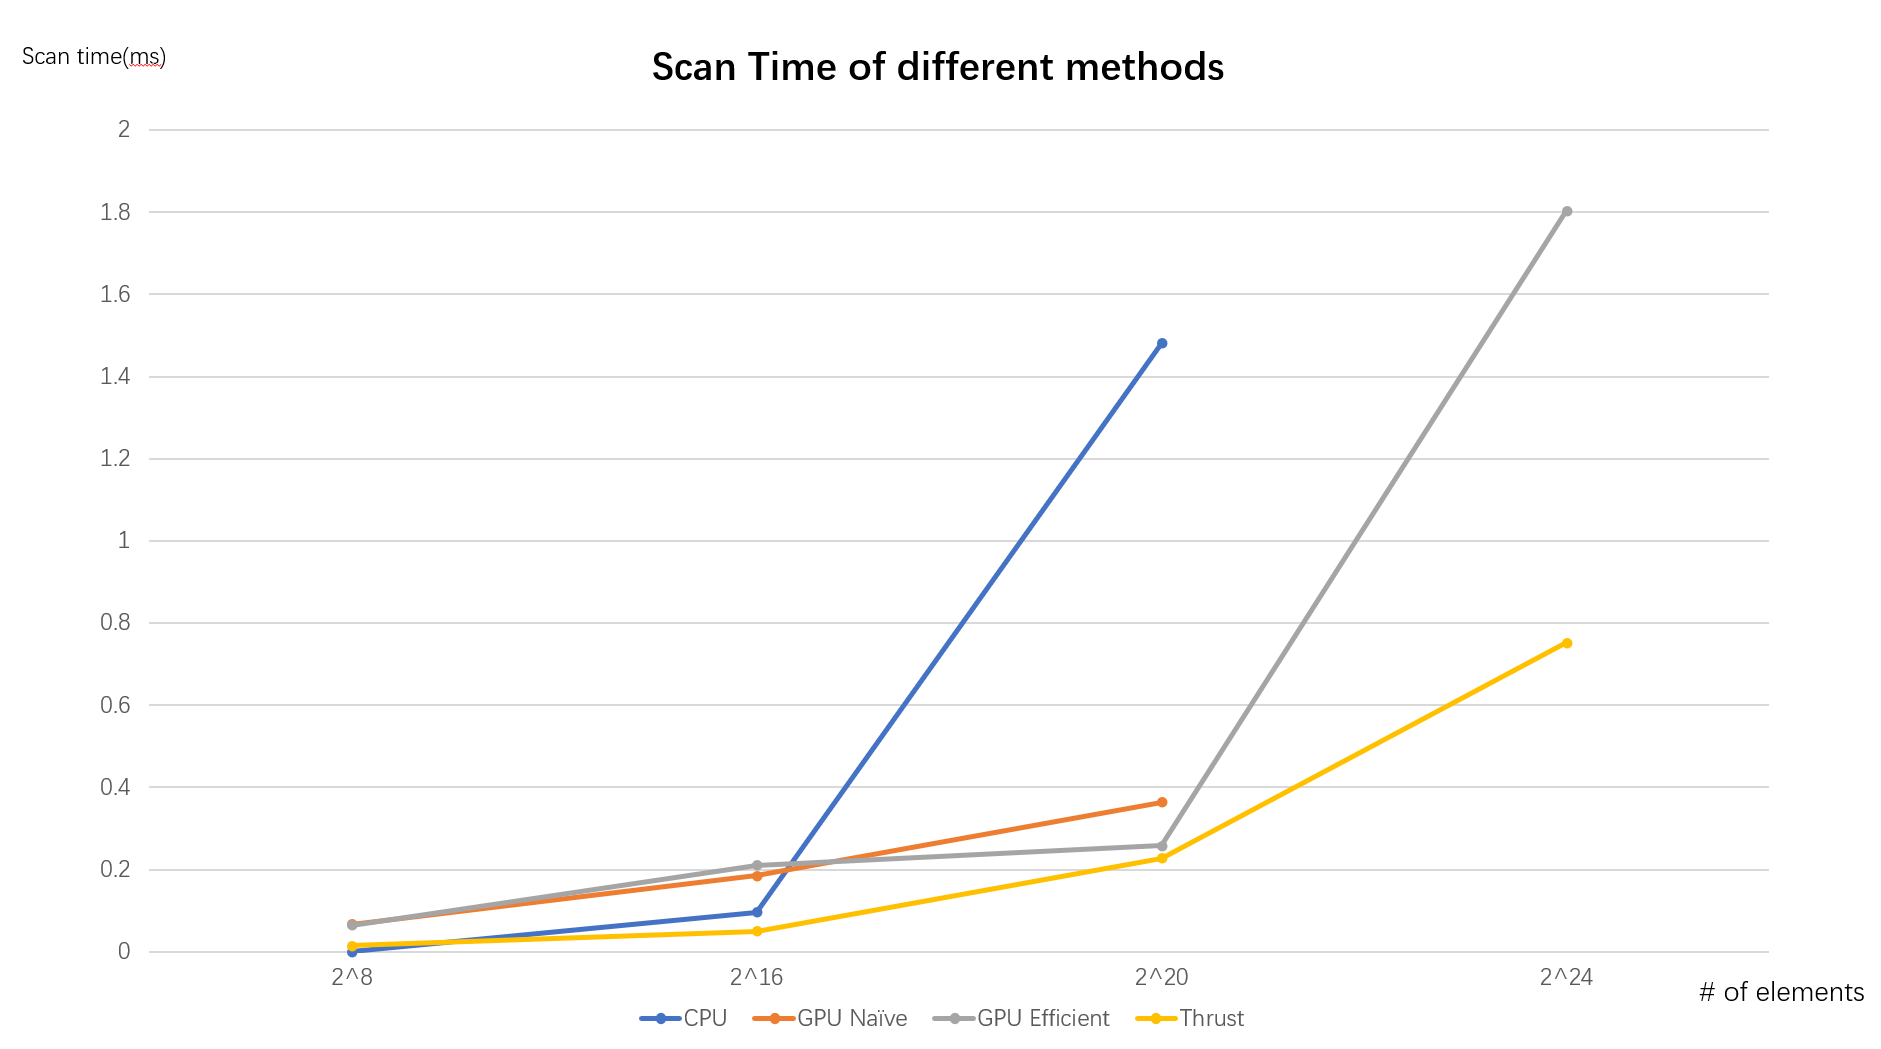 Scan time(ms)
Scan Time of different methods
2
1.8
1.6
1.4
1.2
1
0.8
0.6
0.4
0.2
0
2^8 2^16 2^20 2^24
# of elements
CPU GPU Naïve GPU Efficient Thrust